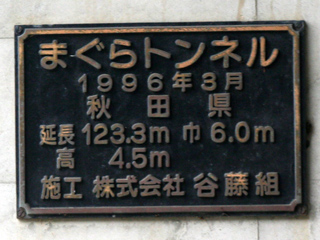 まぐらトンネル
1996年3月
秋田県
延長 123.3m 巾 6.0m
高 4.5m
施工 株式会社 谷藤組